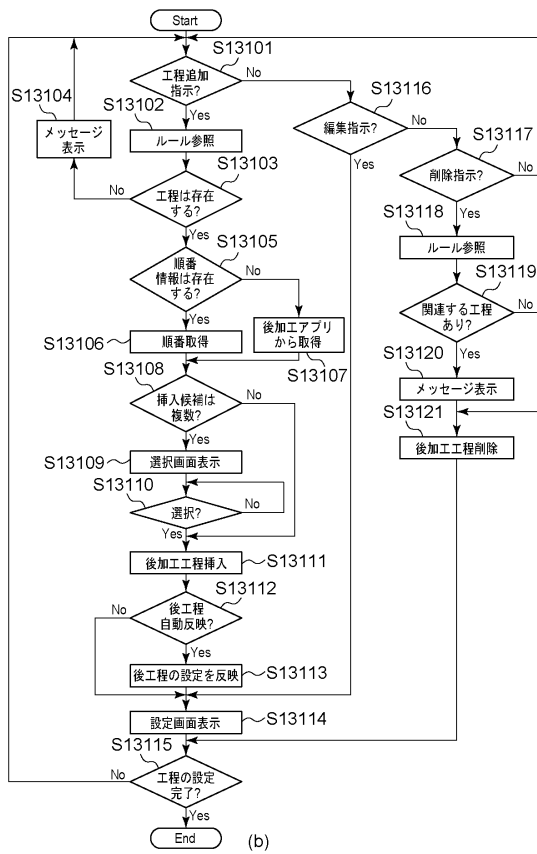 Start
S13101
工程追加
指示?
No
Yes
S13102
ルール参照
S13103
工程は存在
する?
No
Yes
S13104
メッセージ
表示
S13105
順番
情報は存在
する?
No
Yes
S13106
順番取得
後加工アプリ
から取得
S13107
S13108
挿入候補は
複数?
No
Yes
S13109
選択画面表示
S13110
選択?
No
Yes
後加工工程挿入
S13111
S13112
後工程
自動反映?
No
Yes
後工程の設定を反映
S13113
設定画面表示
S13114
S13115
工程の設定
完了?
No
Yes
End
S13116
編集指示?
No
Yes
S13117
削除指示?
No
Yes
S13118
ルール参照
S13119
関連する工程
あり?
No
Yes
S13120
メッセージ表示
S13121
後加工工程削除
(b)